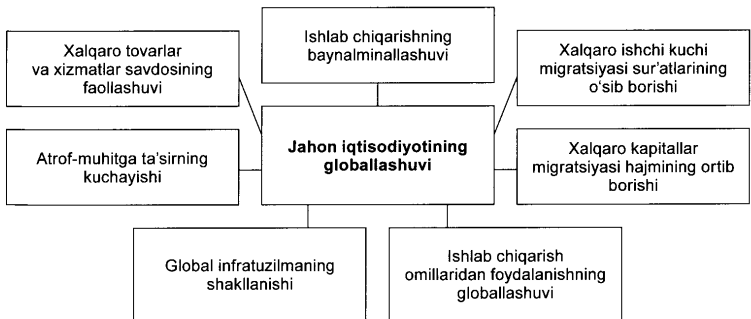 Ishlab chiqarishning
baynalminallashuvi
Xalqaro tovarlar
va xizmatlar savdosining
faollashuvi
Xalqaro ishchi kuchi
migratsiyasi sur'atlarining
o‘sib borishi
Jahon iqtisodiyotining
globallashuvi
Atrof-muhitga ta'sirning
kuchayishi
Xalqaro kapitallar
migratsiyasi hajmining ortib
borishi
Global infratuzilmaning
shakllanishi
Ishlab chiqarish
omillaridan foydalanishning
globallashuvi